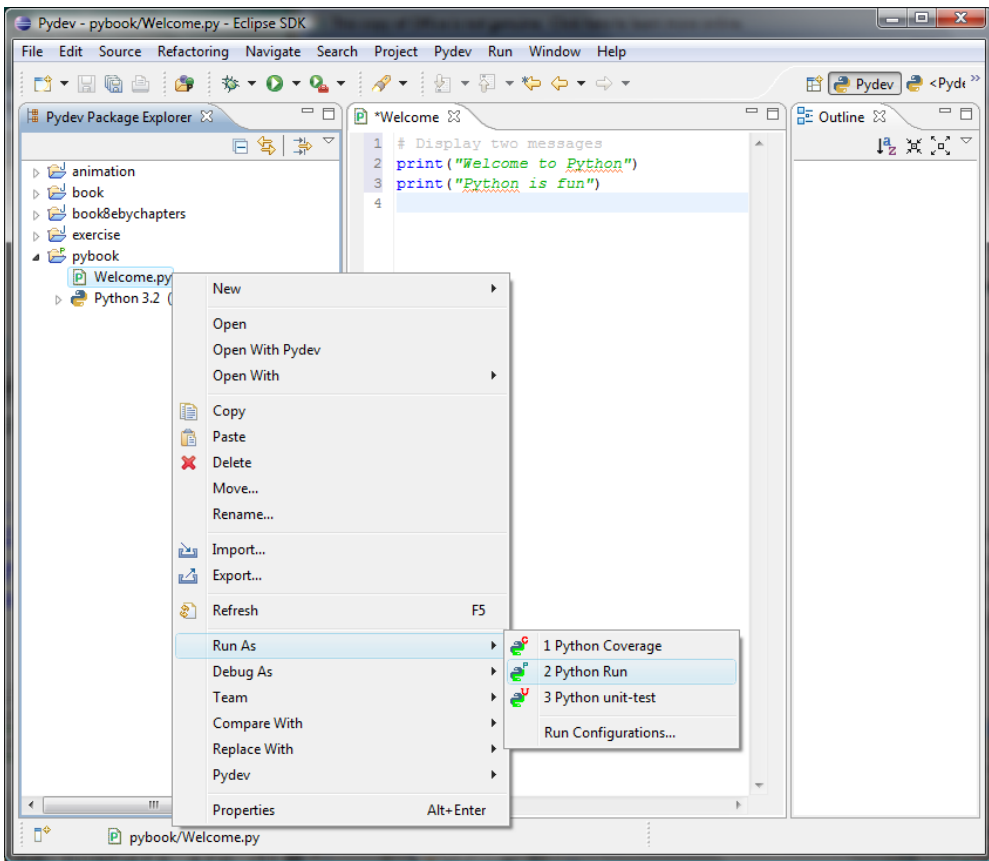 Pydev - pybook/Welcome.py - Eclipse SDK
File Edit Source Refactoring Navigate Search Project Pydev Run Window Help
Pydev <Pyde »
Pydev Package Explorer
*Welcome
Outline
animation
book
book8ebychapters
exercise
pybook
Welcome.py
Python 3.2 (
1 # Display two messages
2 print("Welcome to Python")
3 print("Python is fun")
4
New
Open
Open With Pydev
Open With
Copy
Paste
Delete
Move...
Rename...
Import...
Export...
Refresh F5
Run As
Debug As
Team
Compare With
Replace With
Pydev
Properties Alt+Enter
1 Python Coverage
2 Python Run
3 Python unit-test
Run Configurations...
pybook/Welcome.py